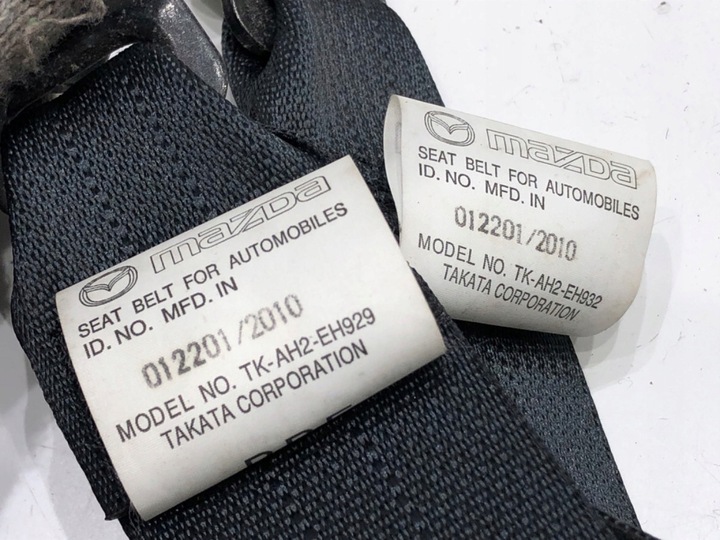 mazda
SEAT BELT FOR AUTOMOBILES
ID. NO. MFD. IN
012201/2010
MODEL NO. TK-AH2-EH929
TAKATA CORPORATION
mazda
SEAT BELT FOR AUTOMOBILES
ID. NO. MFD. IN
012201/2010
MODEL NO. TK-AH2-EH932
TAKATA CORPORATION